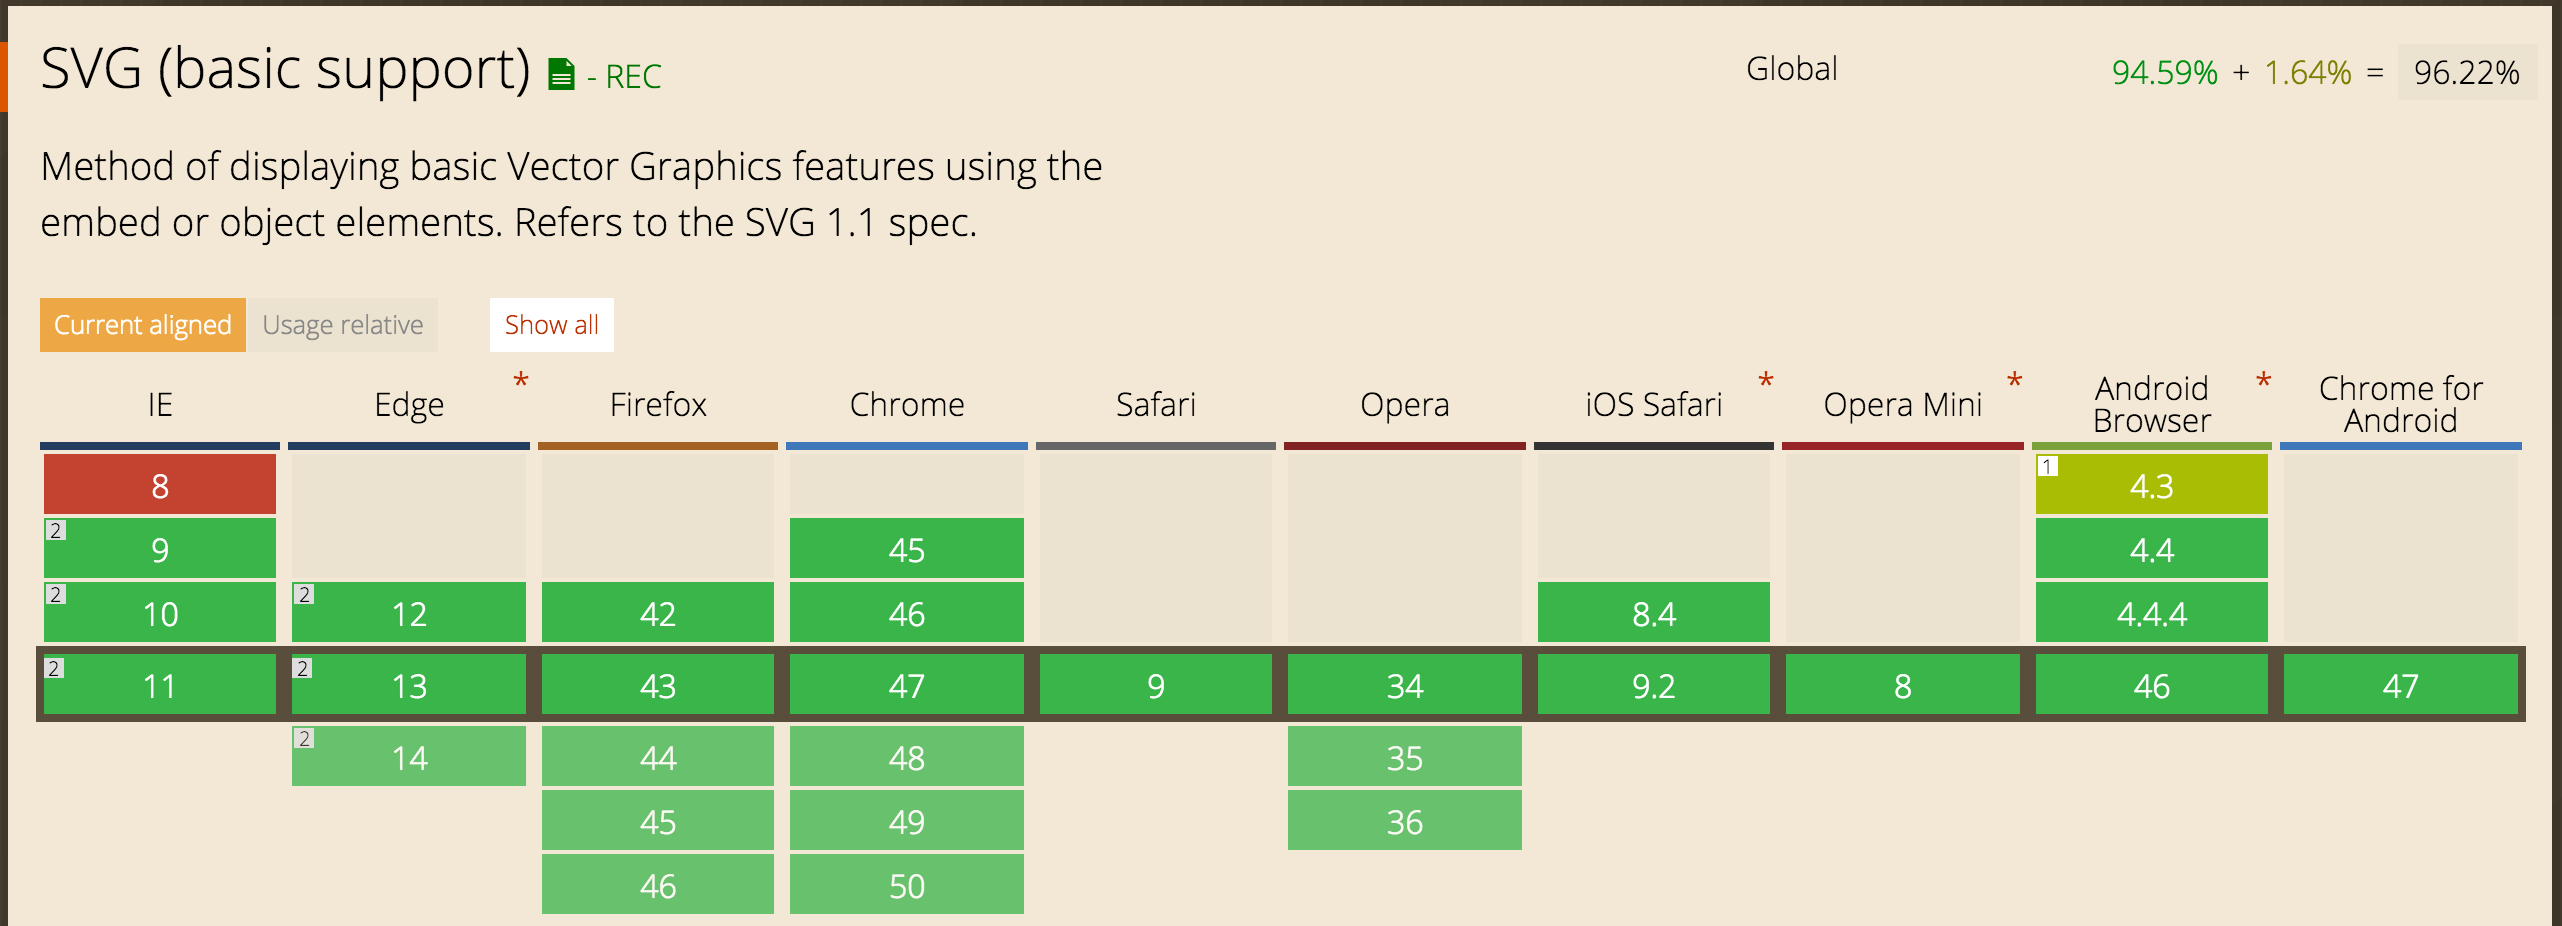 SVG (basic support) - REC
Global
94.59% + 1.64% = 96.22%
Method of displaying basic Vector Graphics features using the
embed or object elements. Refers to the SVG 1.1 spec.
Current aligned Usage relative Show all
IE Edge * Firefox Chrome Safari Opera iOS Safari * Opera Mini * Android Browser * Chrome for Android
8 1 4.3
2 9 45 4.4
2 10 2 12 42 46 8.4 4.4.4
2 11 2 13 43 47 9 34 9.2 8 46 47
2 14 44 48 35
45 49 36
46 50